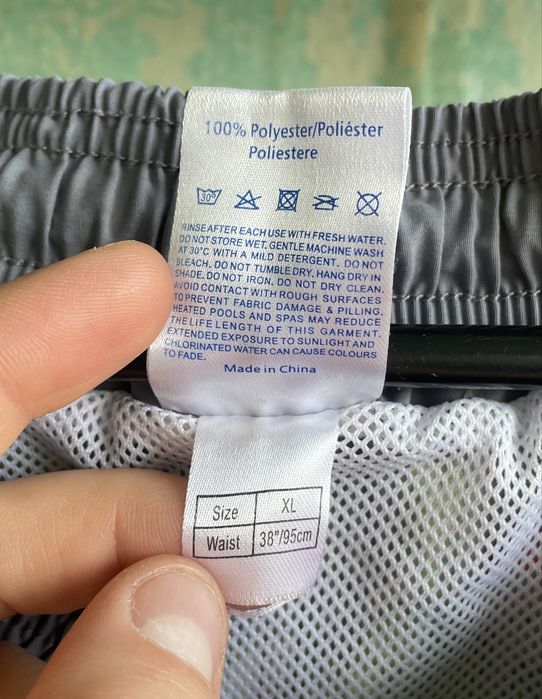 100% Polyester/Poliéster
Poliestere
30°
RINSE AFTER EACH USE WITH FRESH WATER.
DO NOT STORE WET. GENTLE MACHINE WASH
AT 30°C WITH A MILD DETERGENT. DO NOT
BLEACH. DO NOT TUMBLE DRY, HANG DRY IN
SHADE. DO NOT IRON. DO NOT DRY CLEAN.
AVOID CONTACT WITH ROUGH SURFACES
TO PREVENT FABRIC DAMAGE & PILLING.
HEATED POOLS AND SPAS MAY REDUCE
THE LIFE LENGTH OF THIS GARMENT.
EXTENDED EXPOSURE TO SUNLIGHT AND
CHLORINATED WATER CAN CAUSE COLOURS
TO FADE.
Made in China
Size XL
Waist 38"/95cm